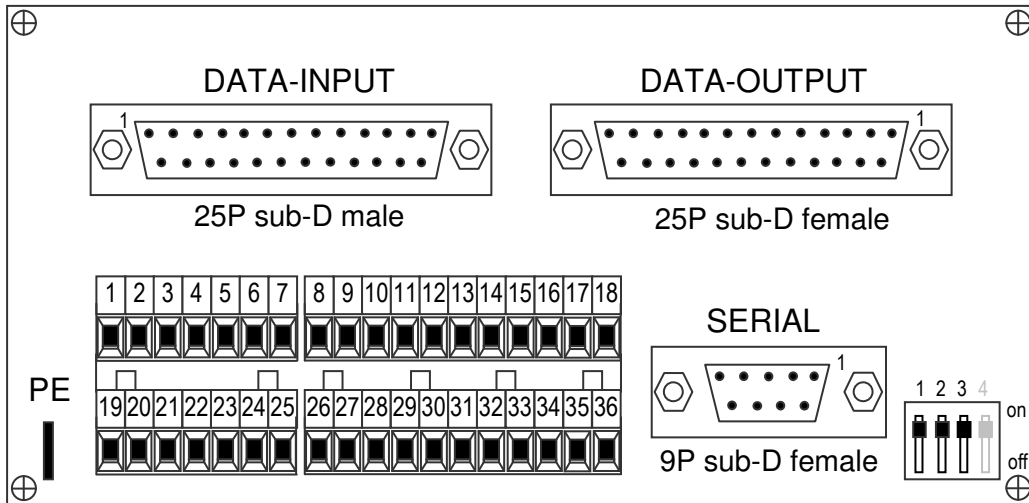 DATA-INPUT
DATA-OUTPUT
1
1
25P sub-D male
25P sub-D female
1 2 3 4 5 6 7 8 9 10 11 12 13 14 15 16 17 18
SERIAL
1
PE
19 20 21 22 23 24 25 26 27 28 29 30 31 32 33 34 35 36
1 2 3 4
on
9P sub-D female
off